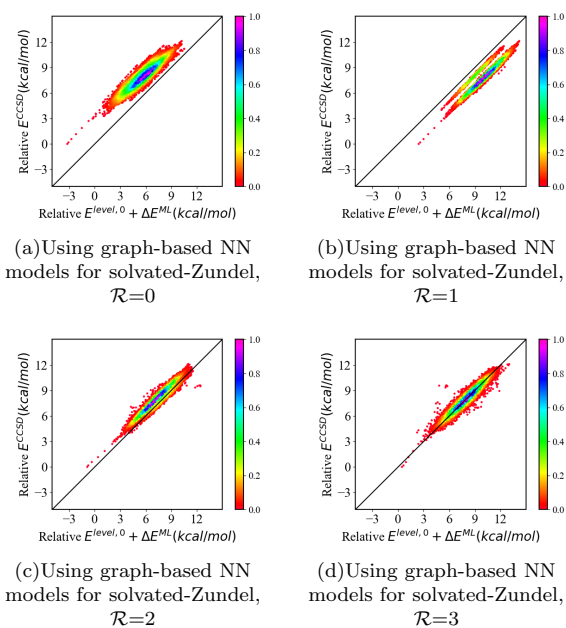 12
9
6
3
0
−3
Relative E^{CCSD}(kcal/mol)
−3 0 3 6 9 12
Relative E^{level,0} + ΔE^{ML}(kcal/mol)
1.0
0.8
0.6
0.4
0.2
0.0
12
9
6
3
0
−3
Relative E^{CCSD}(kcal/mol)
−3 0 3 6 9 12
Relative E^{level,0} + ΔE^{ML}(kcal/mol)
1.0
0.8
0.6
0.4
0.2
0.0
(a)Using graph-based NN
models for solvated-Zundel,
R=0
(b)Using graph-based NN
models for solvated-Zundel,
R=1
12
9
6
3
0
−3
Relative E^{CCSD}(kcal/mol)
−3 0 3 6 9 12
Relative E^{level,0} + ΔE^{ML}(kcal/mol)
1.0
0.8
0.6
0.4
0.2
0.0
12
9
6
3
0
−3
Relative E^{CCSD}(kcal/mol)
−3 0 3 6 9 12
Relative E^{level,0} + ΔE^{ML}(kcal/mol)
1.0
0.8
0.6
0.4
0.2
0.0
(c)Using graph-based NN
models for solvated-Zundel,
R=2
(d)Using graph-based NN
models for solvated-Zundel,
R=3